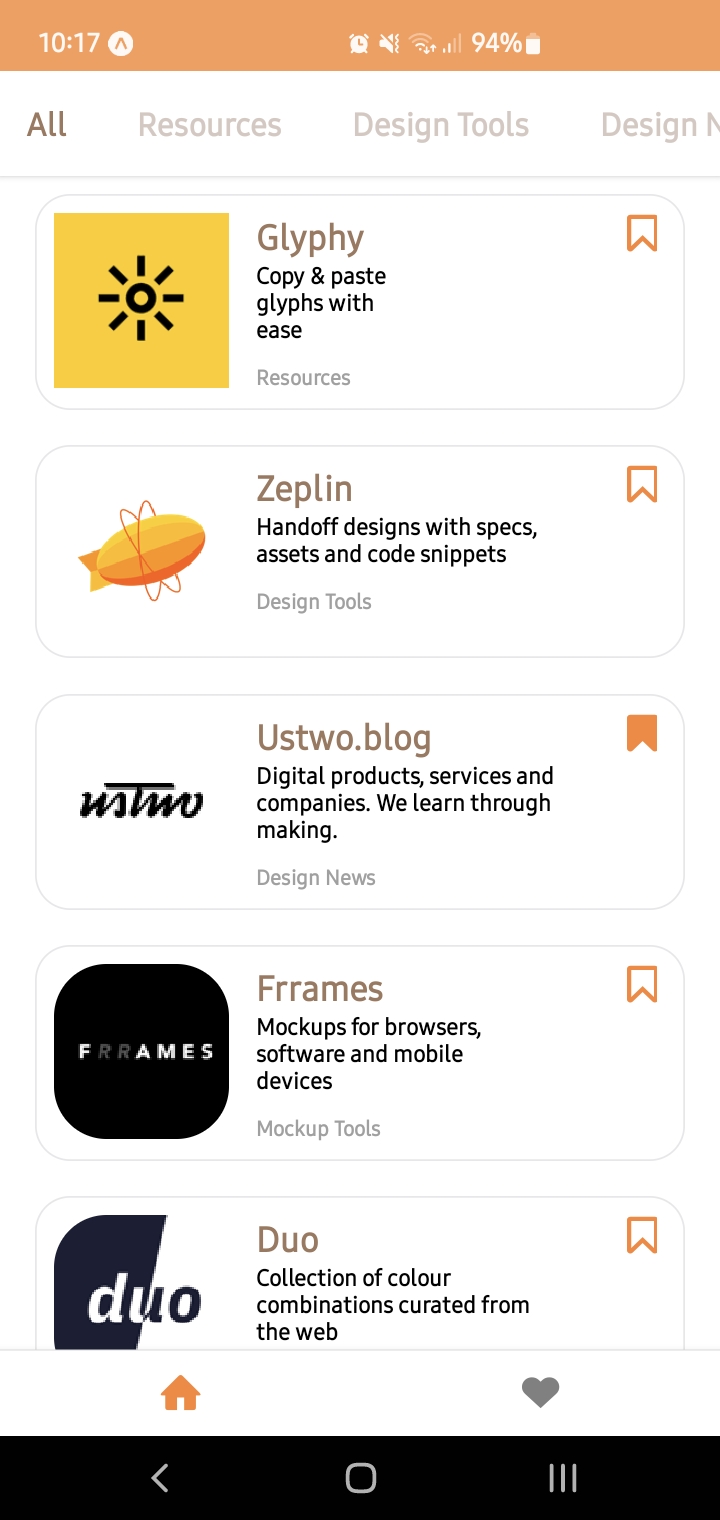 10:17 94%
All Resources Design Tools Design N
Glyphy
Copy & paste
glyphs with
ease
Resources
Zeplin
Handoff designs with specs,
assets and code snippets
Design Tools
ustwo
Ustwo.blog
Digital products, services and
companies. We learn through
making.
Design News
FRRAMES
Frrames
Mockups for browsers,
software and mobile
devices
Mockup Tools
duo
Duo
Collection of colour
combinations curated from
the web